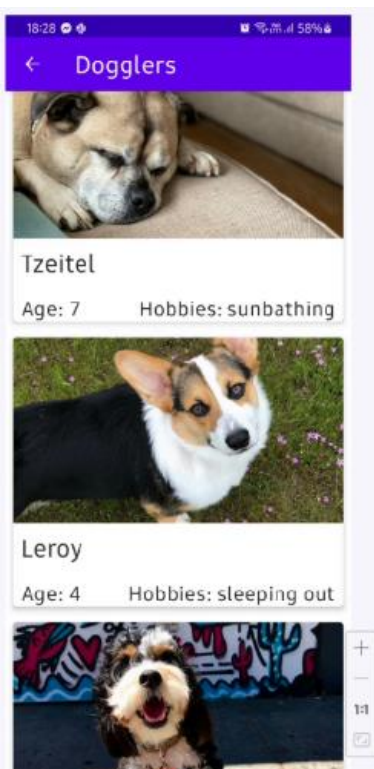 18:28 58%
Dogglers
Tzeitel
Age: 7 Hobbies: sunbathing
Leroy
Age: 4 Hobbies: sleeping out
1:1